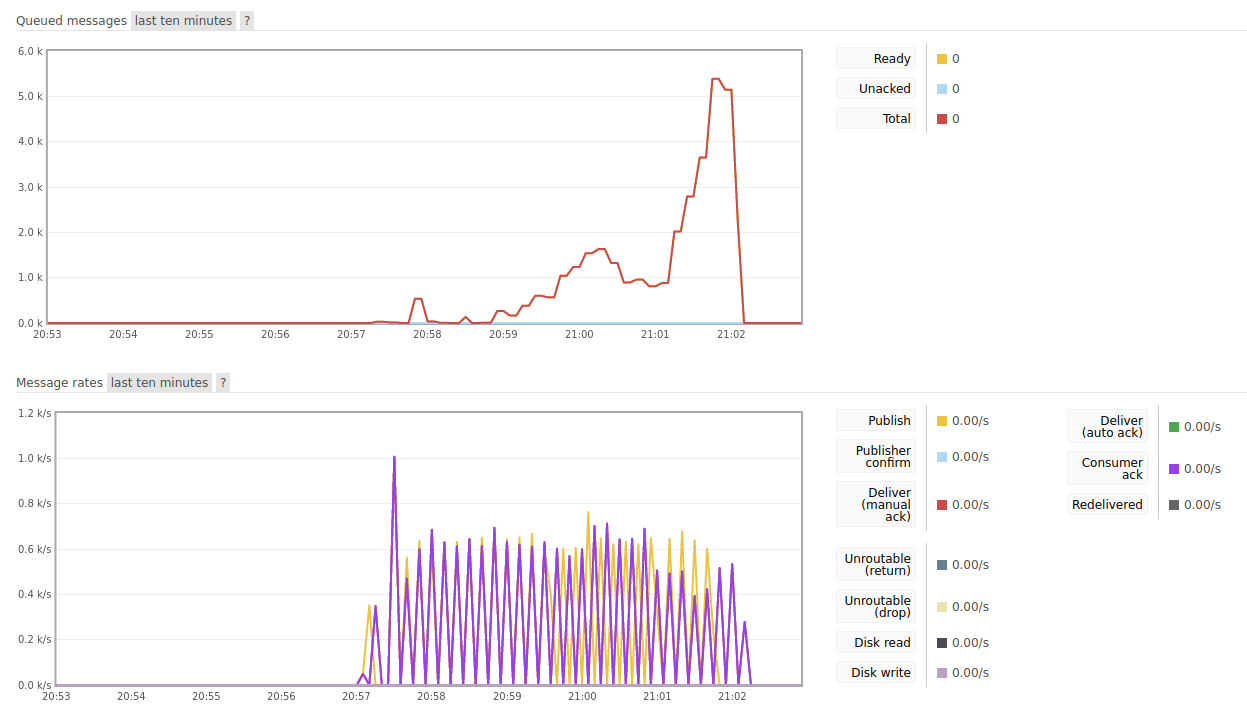 Queued messages last ten minutes ?
6.0 k
5.0 k
4.0 k
3.0 k
2.0 k
1.0 k
0.0 k
20:53 20:54 20:55 20:56 20:57 20:58 20:59 21:00 21:01 21:02
Ready 0
Unacked 0
Total 0
Message rates last ten minutes ?
1.2 k/s
1.0 k/s
0.8 k/s
0.6 k/s
0.4 k/s
0.2 k/s
0.0 k/s
20:53 20:54 20:55 20:56 20:57 20:58 20:59 21:00 21:01 21:02
Publish 0.00/s
Publisher
confirm 0.00/s
Deliver
(manual 0.00/s
ack)
Unroutable
(return) 0.00/s
Unroutable
(drop) 0.00/s
Disk read 0.00/s
Disk write 0.00/s
Deliver
(auto ack) 0.00/s
Consumer
ack 0.00/s
Redelivered 0.00/s